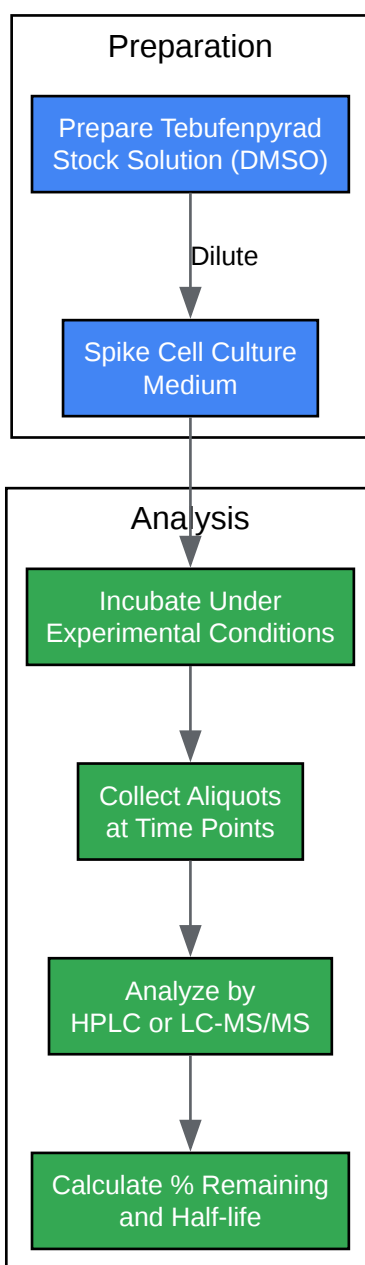 Preparation
Prepare Tebufenpyrad
Stock Solution (DMSO)
Dilute
Spike Cell Culture
Medium
Analysis
Incubate Under
Experimental Conditions
Collect Aliquots
at Time Points
Analyze by
HPLC or LC-MS/MS
Calculate % Remaining
and Half-life